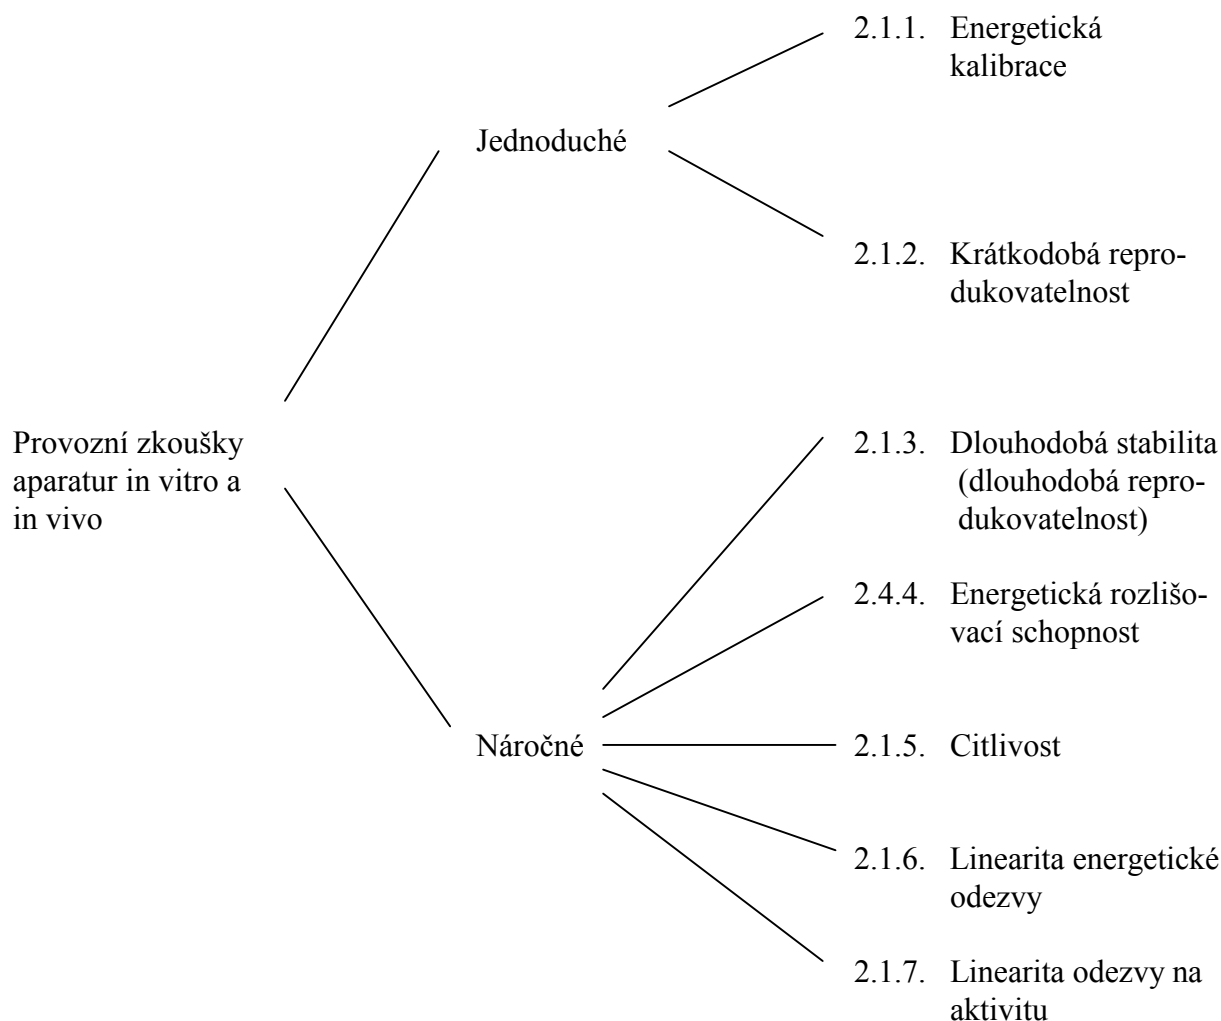 2.1.1. Energetická
kalibrace
Jednoduché
2.1.2. Krátkodobá repro-
dukovatelnost
Provozní zkoušky
aparatur in vitro a
in vivo
2.1.3. Dlouhodobá stabilita
(dlouhodobá repro-
dukovatelnost)
2.4.4. Energetická rozlišo-
vací schopnost
Náročné
2.1.5. Citlivost
2.1.6. Linearita energetické
odezvy
2.1.7. Linearita odezvy na
aktivitu